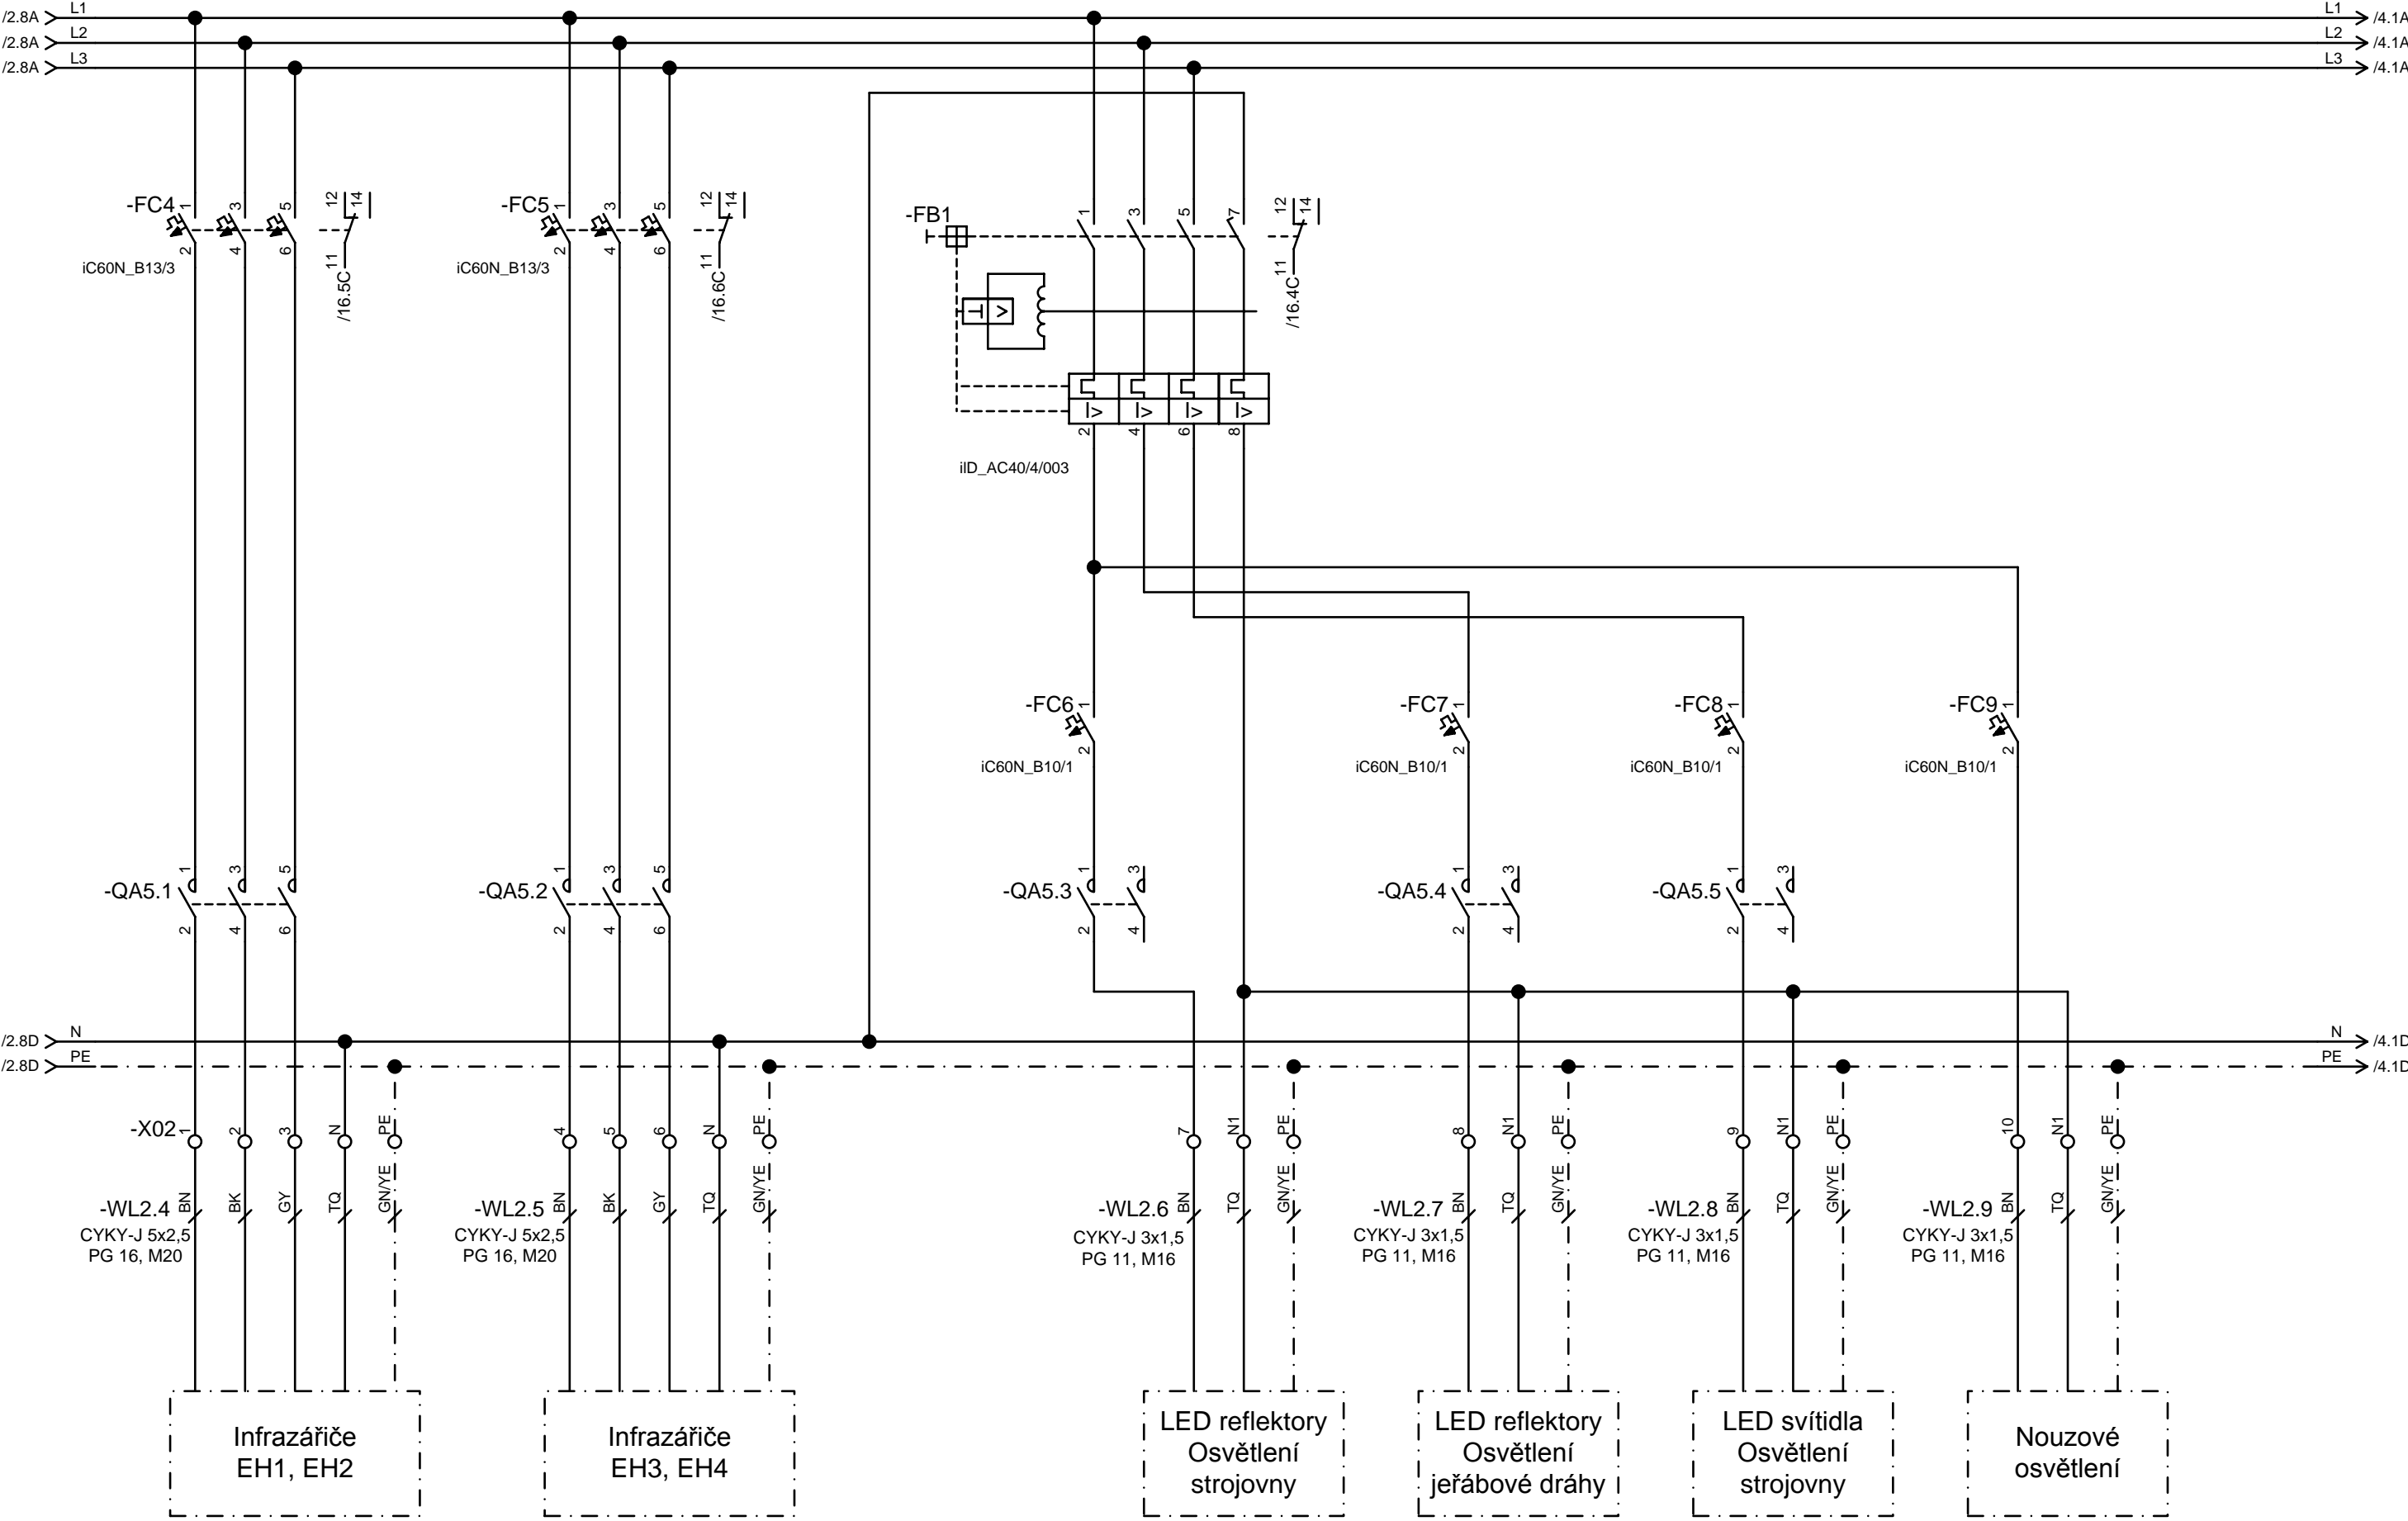 /2.8A L1 L1 /4.1A
/2.8A L2 L2 /4.1A
/2.8A L3 L3 /4.1A
-FC4 1 3 5 12 14
2 4 6 11
iC60N_B13/3
/16.5C
-FC5 1 3 5 12 14
2 4 6 11
iC60N_B13/3
/16.6C
-FB1 1 3 5 7 12 14
11
/16.4C
I> I> I> I>
2 4 6 8
iID_AC40/4/003
-FC6 1
2
iC60N_B10/1
-FC7 1
2
iC60N_B10/1
-FC8 1
2
iC60N_B10/1
-FC9 1
2
iC60N_B10/1
-QA5.1 1 3 5
2 4 6
-QA5.2 1 3 5
2 4 6
-QA5.3 1 3
2 4
-QA5.4 1 3
2 4
-QA5.5 1 3
2 4
/2.8D N N /4.1D
/2.8D PE PE /4.1D
-X02 1 2 3 N PE 4 5 6 N PE 7 N1 PE 8 N1 PE 9 N1 PE 10 N1 PE
-WL2.4 BN BK GY TQ GN/YE
CYKY-J 5x2,5
PG 16, M20
-WL2.5 BN BK GY TQ GN/YE
CYKY-J 5x2,5
PG 16, M20
-WL2.6 BN TQ GN/YE
CYKY-J 3x1,5
PG 11, M16
-WL2.7 BN TQ GN/YE
CYKY-J 3x1,5
PG 11, M16
-WL2.8 BN TQ GN/YE
CYKY-J 3x1,5
PG 11, M16
-WL2.9 BN TQ GN/YE
CYKY-J 3x1,5
PG 11, M16
Infrazářiče
EH1, EH2
Infrazářiče
EH3, EH4
LED reflektory
Osvětlení
strojovny
LED reflektory
Osvětlení
jeřábové dráhy
LED svítidla
Osvětlení
strojovny
Nouzové
osvětlení